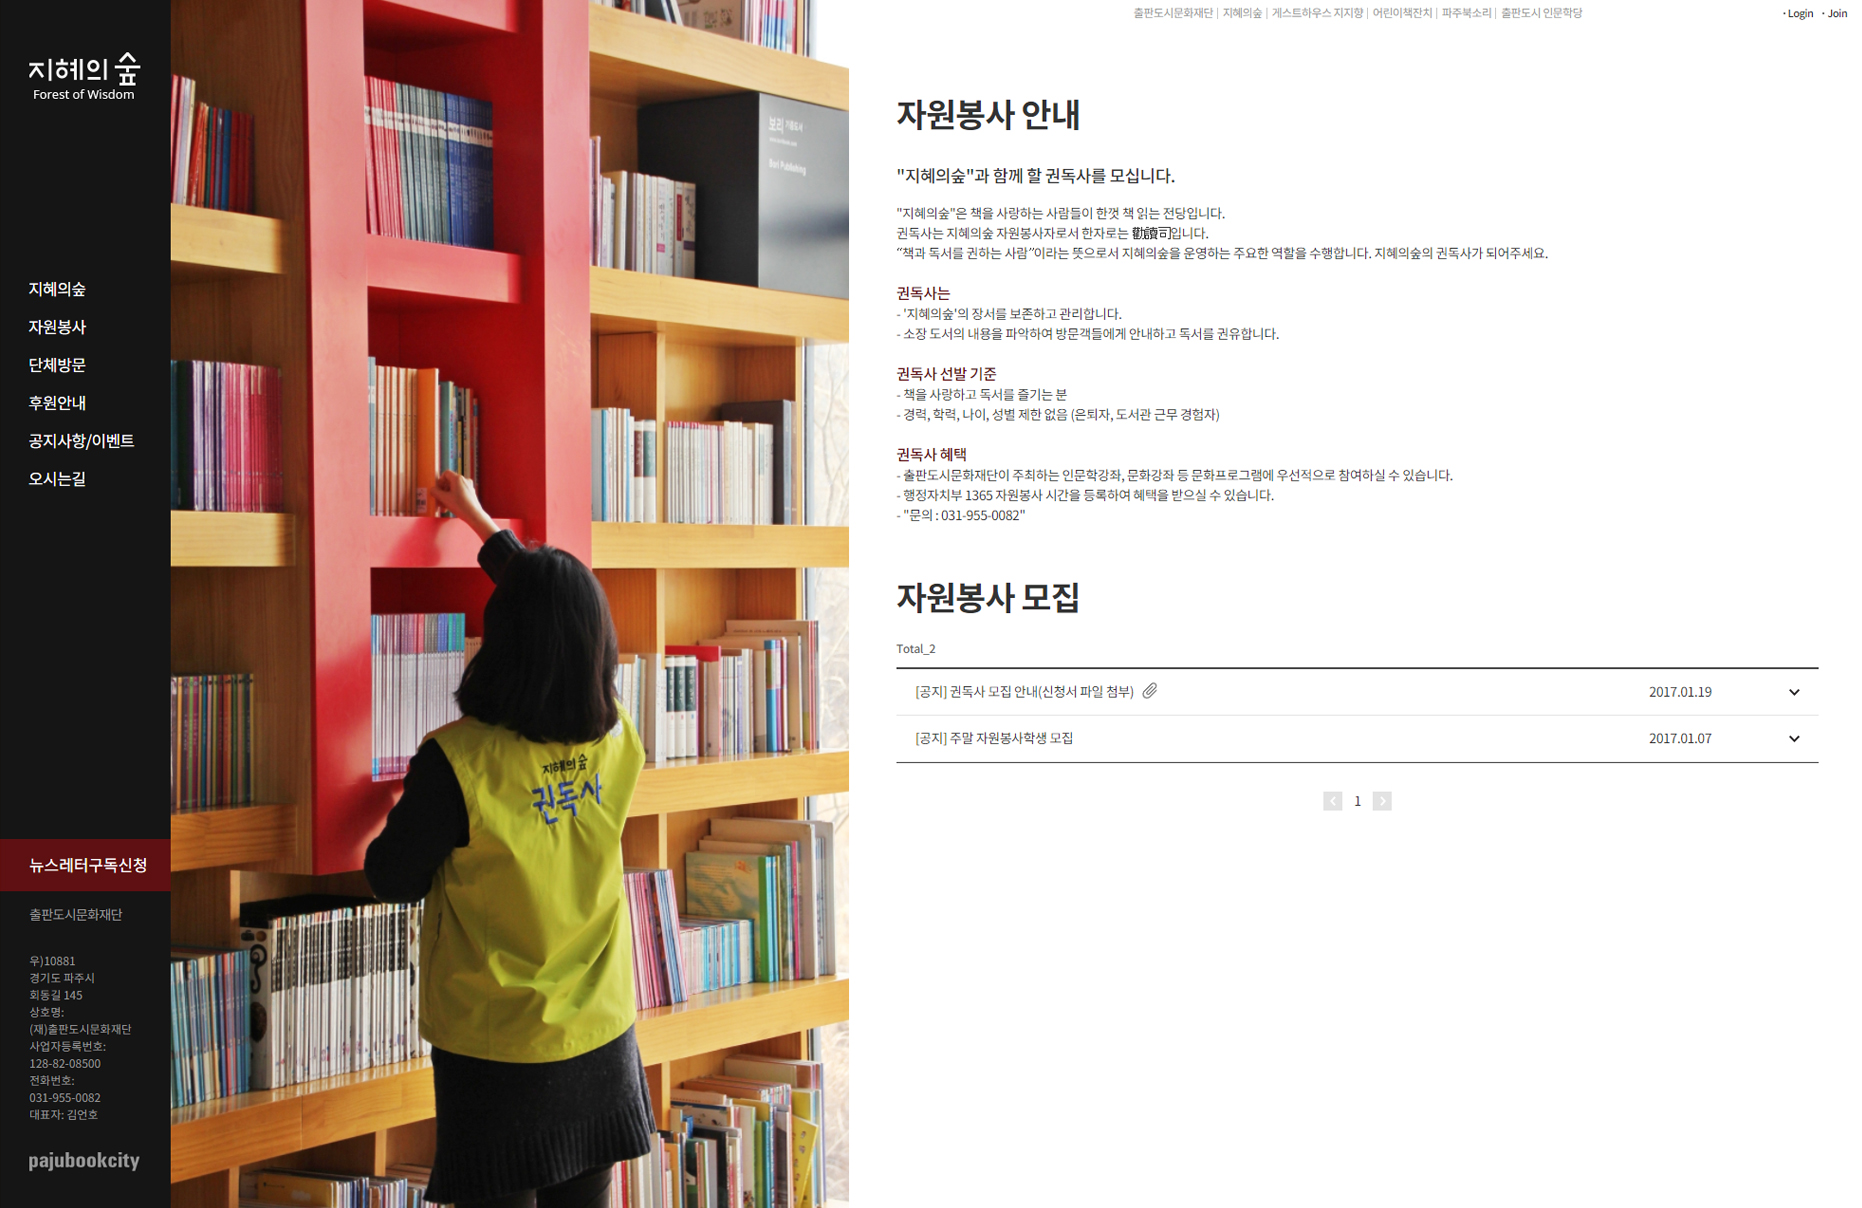 지혜의 숲
Forest of Wisdom
지혜의숲
자원봉사
단체방문
후원안내
공지사항/이벤트
오시는길
뉴스레터구독신청
출판도시문화재단
우)10881
경기도 파주시
회동길 145
상호명:
(재)출판도시문화재단
사업자등록번호:
128-82-08500
전화번호:
031-955-0082
대표자: 김언호
pajubookcity
보리
Bori Publishing
지혜의 숲
권독사
출판도시문화재단 | 지혜의숲 | 게스트하우스 지지향 | 어린이책잔치 | 파주북소리 | 출판도시 인문학당
· Login · Join
자원봉사 안내
"지혜의숲"과 함께 할 권독사를 모십니다.
"지혜의숲"은 책을 사랑하는 사람들이 한껏 책 읽는 전당입니다.
권독사는 지혜의숲 자원봉사자로서 한자로는 勸讀司입니다.
“책과 독서를 권하는 사람”이라는 뜻으로서 지혜의숲을 운영하는 주요한 역할을 수행합니다. 지혜의숲의 권독사가 되어주세요.
권독사는
- '지혜의숲'의 장서를 보존하고 관리합니다.
- 소장 도서의 내용을 파악하여 방문객들에게 안내하고 독서를 권유합니다.
권독사 선발 기준
- 책을 사랑하고 독서를 즐기는 분
- 경력, 학력, 나이, 성별 제한 없음 (은퇴자, 도서관 근무 경험자)
권독사 혜택
- 출판도시문화재단이 주최하는 인문학강좌, 문화강좌 등 문화프로그램에 우선적으로 참여하실 수 있습니다.
- 행정자치부 1365 자원봉사 시간을 등록하여 혜택을 받으실 수 있습니다.
- "문의 : 031-955-0082"
자원봉사 모집
Total_2
[공지] 권독사 모집 안내(신청서 파일 첨부) 2017.01.19
[공지] 주말 자원봉사학생 모집 2017.01.07
1